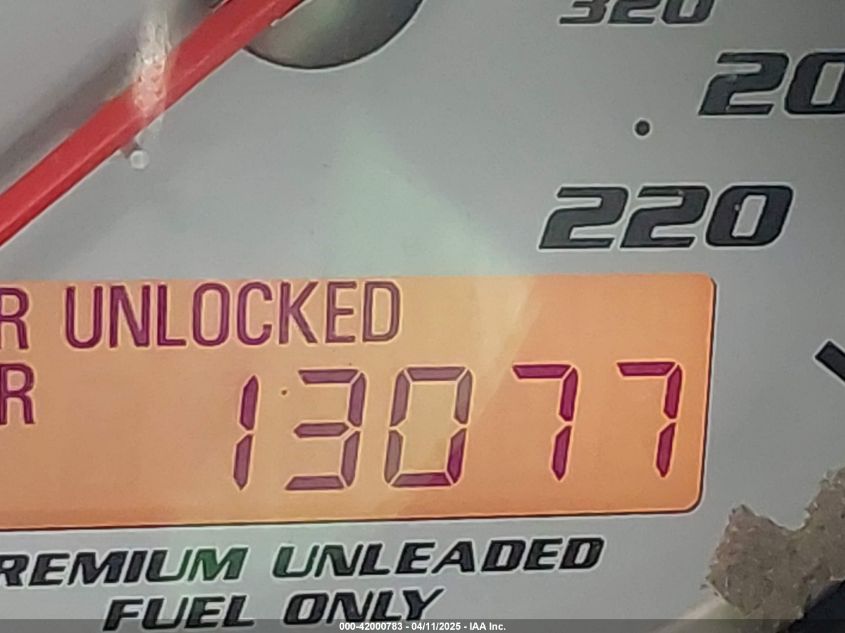 320
20
220
R UNLOCKED
R
13077
REMIUM UNLEADED
FUEL ONLY
000-42000783 - 04/11/2025 - IAA Inc.